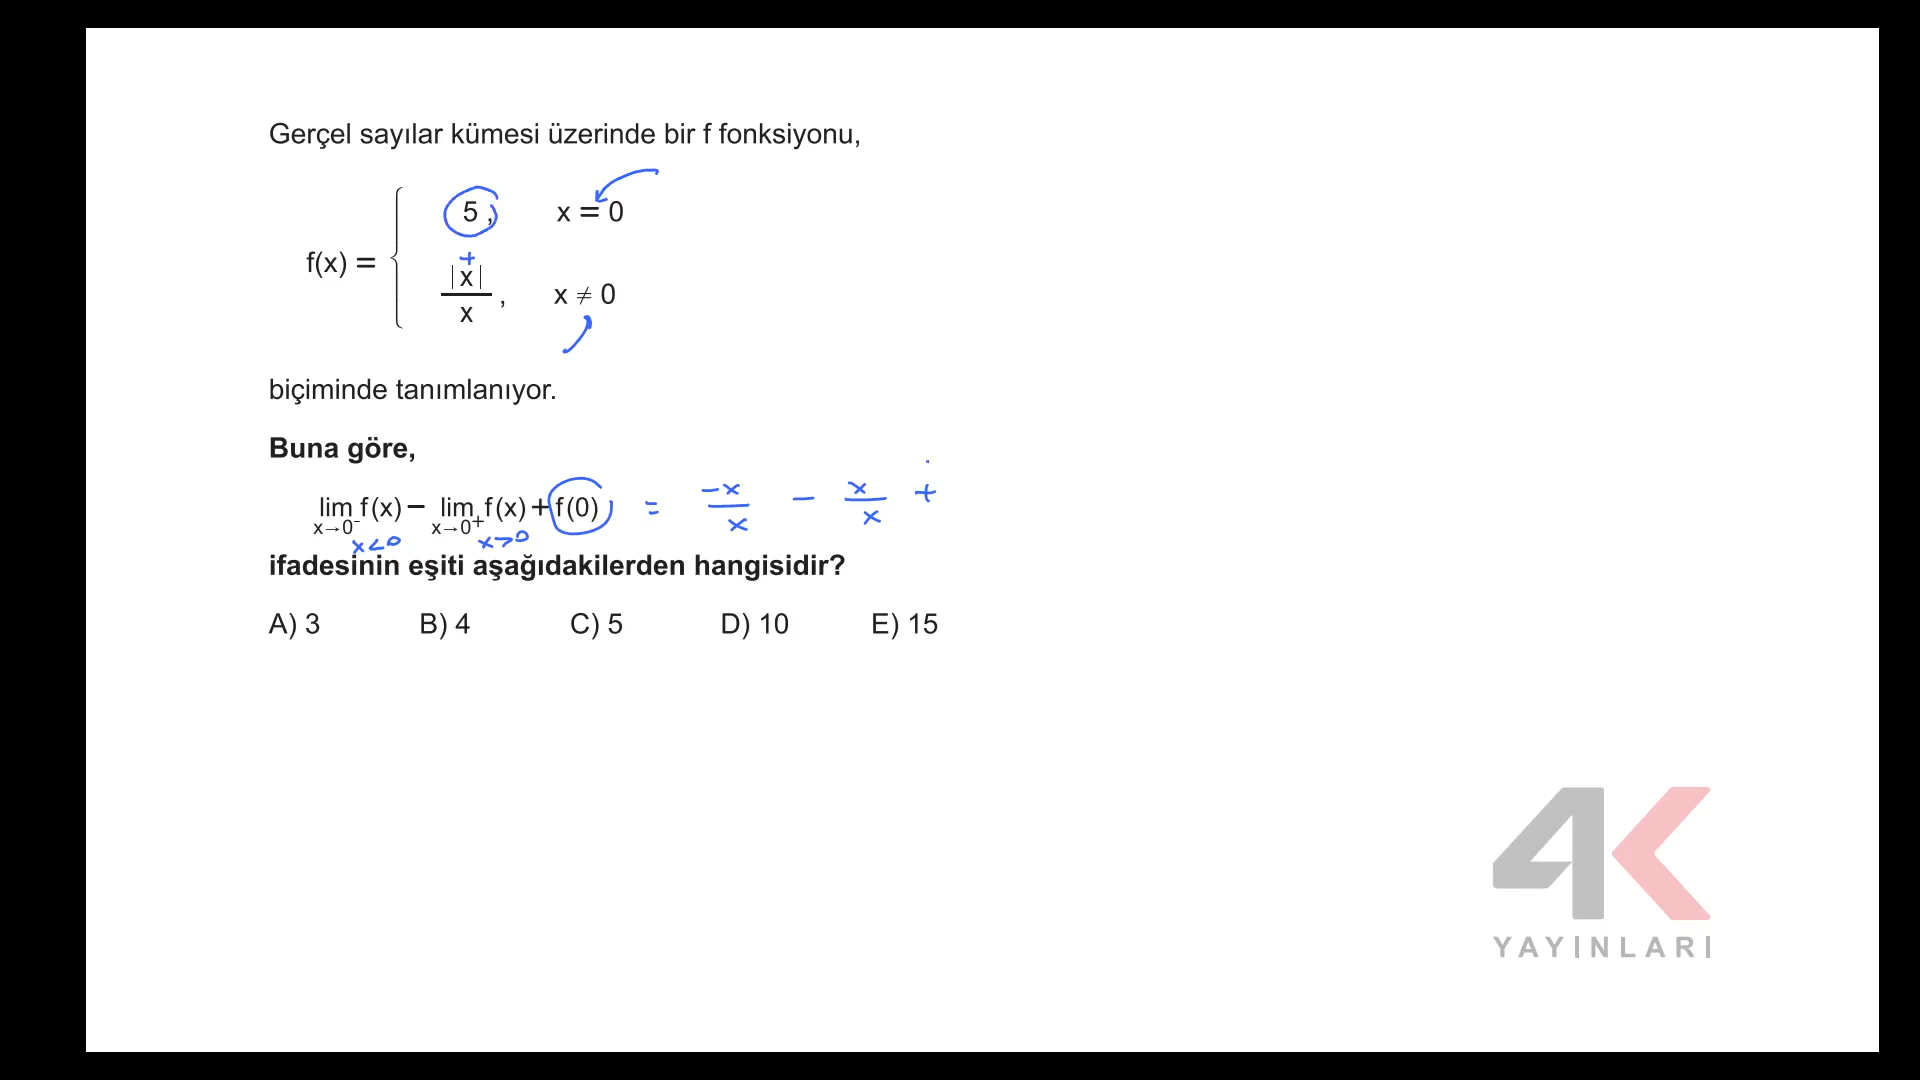 Gerçel sayılar kümesi üzerinde bir f fonksiyonu,
5, x = 0
+
f(x) = |x|/x, x ≠ 0
biçiminde tanımlanıyor.
Buna göre,
lim x→0⁻ f(x) − lim x→0⁺ f(x) + f(0) = -x/x - x/x +
x<0 x>0
ifadesinin eşiti aşağıdakilerden hangisidir?
A) 3 B) 4 C) 5 D) 10 E) 15
4K
YAYINLARI